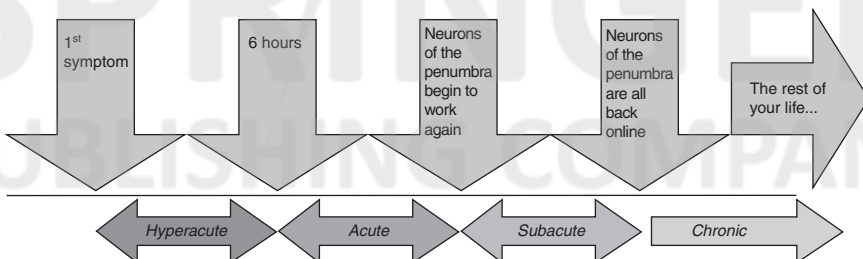 SPRINGER
PUBLISHING COMPANY
1st
symptom
6 hours
Neurons
of the
penumbra
begin to
work
again
Neurons
of the
penumbra
are all
back
online
The rest of
your life...
Hyperacute
Acute
Subacute
Chronic